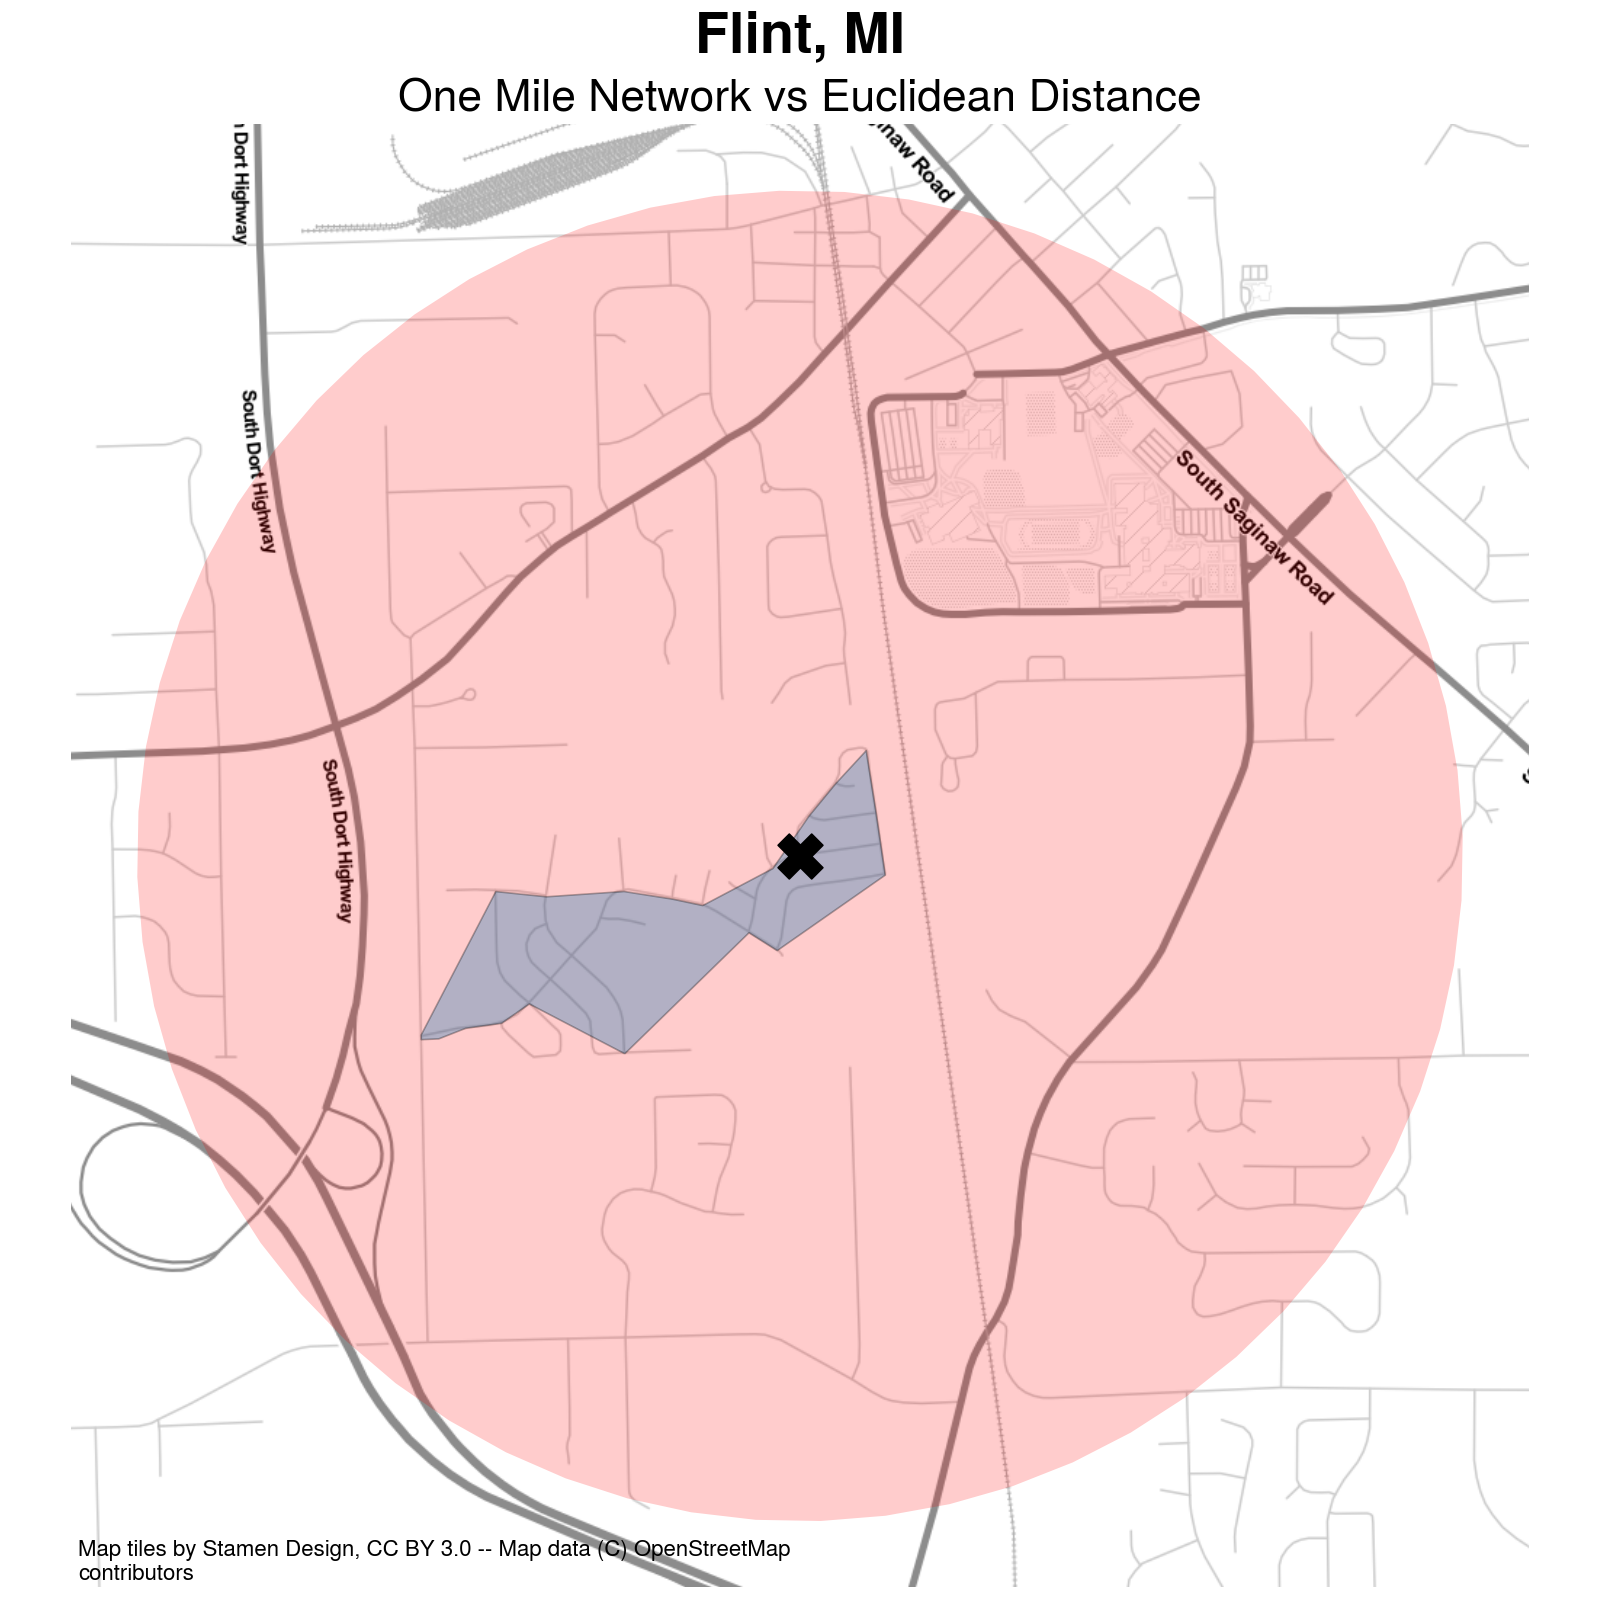 Flint, MI
One Mile Network vs Euclidean Distance
Dort Highway
Road
South Dort Highway
South Saginaw Road
South Dort Highway
Map tiles by Stamen Design, CC BY 3.0 -- Map data (C) OpenStreetMap
contributors